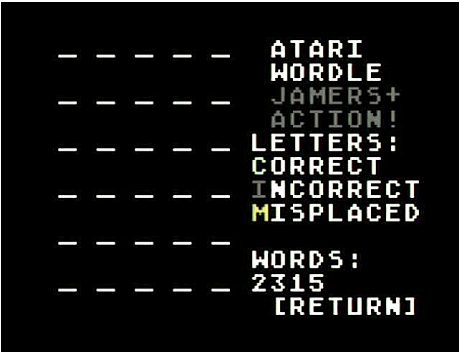 _ _ _ _ _ ATARI
WORDLE
_ _ _ _ _ JAMERS+
ACTION!
_ _ _ _ _ LETTERS:
CORRECT
_ _ _ _ _ INCORRECT
MISPLACED
_ _ _ _ _
WORDS:
_ _ _ _ _ 2315
[RETURN]